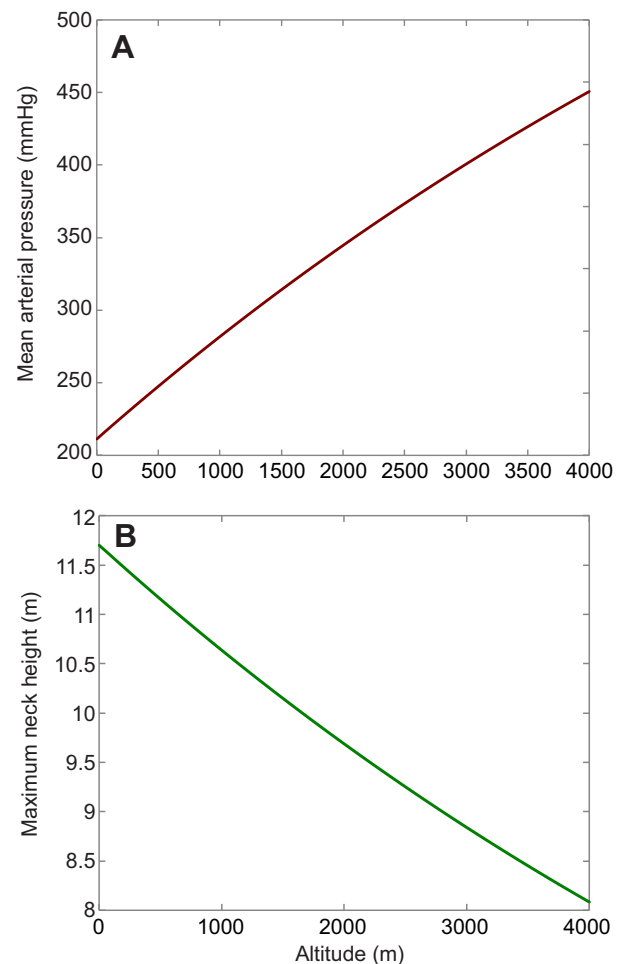 A
Mean arterial pressure (mmHg)
500
450
400
350
300
250
200
0 500 1000 1500 2000 2500 3000 3500 4000
B
Maximum neck height (m)
12
11.5
11
10.5
10
9.5
9
8.5
8
0 1000 2000 3000 4000
Altitude (m)